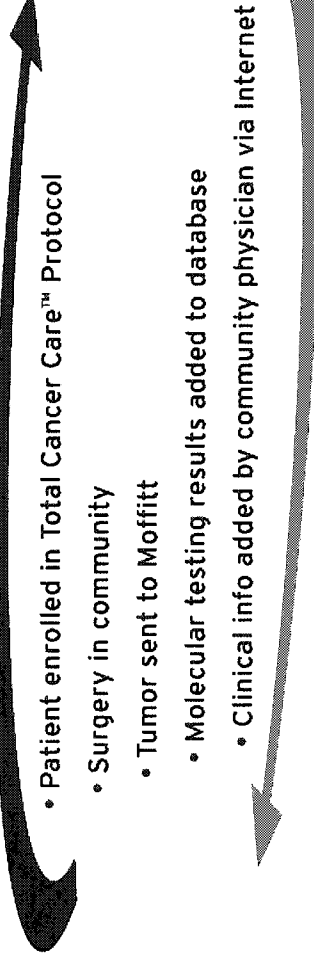 • Patient enrolled in Total Cancer Care™ Protocol
• Surgery in community
• Tumor sent to Moffitt
• Molecular testing results added to database
• Clinical info added by community physician via Internet